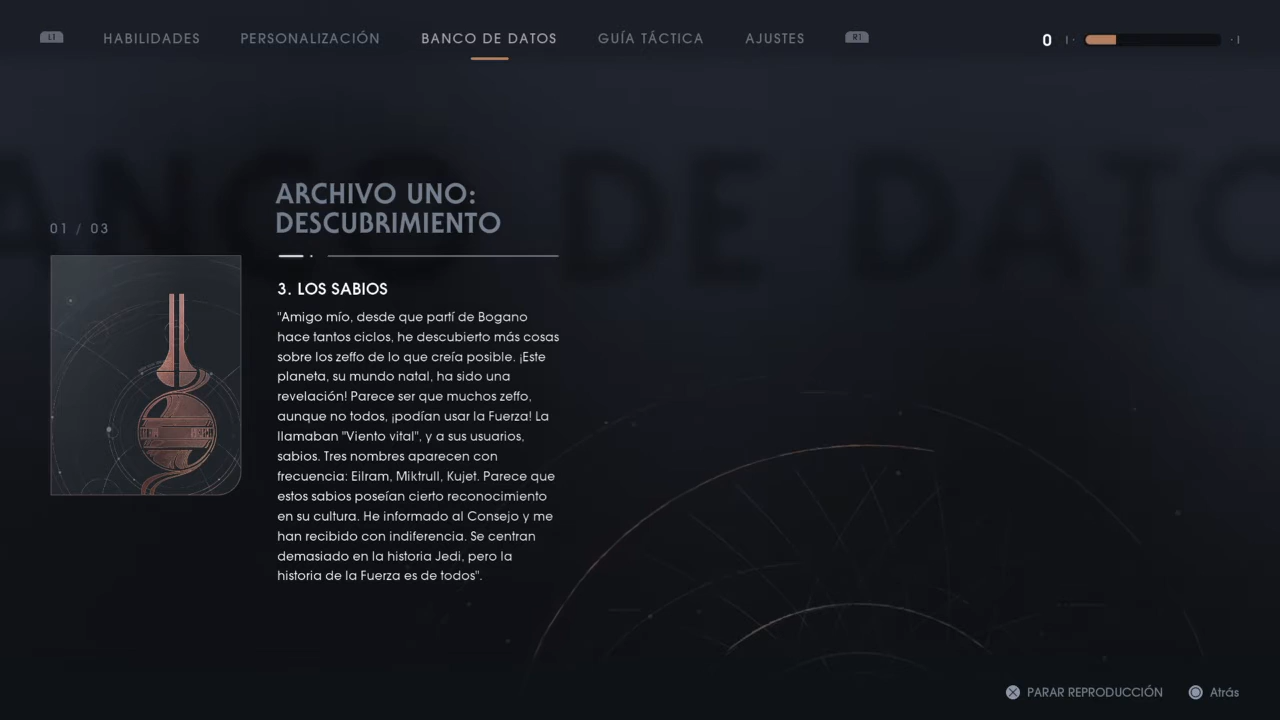 L1 HABILIDADES PERSONALIZACIÓN BANCO DE DATOS GUÍA TÁCTICA AJUSTES R1 0
ANCO DE DATO
ARCHIVO UNO:
DESCUBRIMIENTO
01 / 03
3. LOS SABIOS
"Amigo mío, desde que partí de Bogano
hace tantos ciclos, he descubierto más cosas
sobre los zeffo de lo que creía posible. ¡Este
planeta, su mundo natal, ha sido una
revelación! Parece ser que muchos zeffo,
aunque no todos, ¡podían usar la Fuerza! La
llamaban "Viento vital", y a sus usuarios,
sabios. Tres nombres aparecen con
frecuencia: Eilram, Miktrull, Kujet. Parece que
estos sabios poseían cierto reconocimiento
en su cultura. He informado al Consejo y me
han recibido con indiferencia. Se centran
demasiado en la historia Jedi, pero la
historia de la Fuerza es de todos".
PARAR REPRODUCCIÓN Atrás